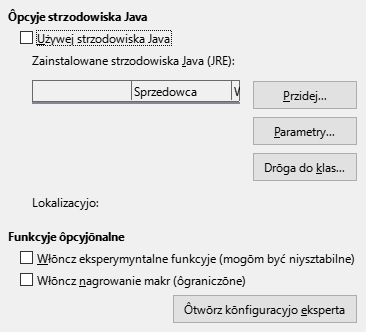 Ôpcyje strzodowiska Java
Używej strzodowiska Java
Zainstalowane strzodowiska Java (JRE):
Sprzedowca
Przidej...
Parametry...
Drōga do klas...
Lokalizacyjo:
Funkcyje ôpcyjōnalne
Włōncz eksperymyntalne funkcyje (mogōm być niysztabilne)
Włōncz nagrowanie makr (ôgraniczōne)
Ôtwōrz kōnfiguracyjo eksperta